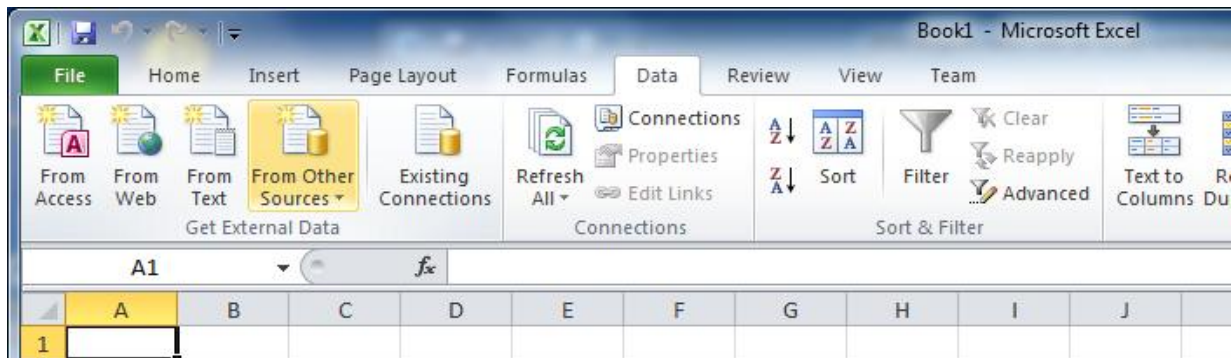 Book1 - Microsoft Excel
File Home Insert Page Layout Formulas Data Review View Team
From Access
From Web
From Text
From Other Sources
Existing Connections
Get External Data
Refresh All
Connections
Properties
Edit Links
Connections
A Z
Z A
A Z Z A
Sort
Filter
Clear
Reapply
Advanced
Sort & Filter
Text to Columns
A1
fx
A B C D E F G H I J
1